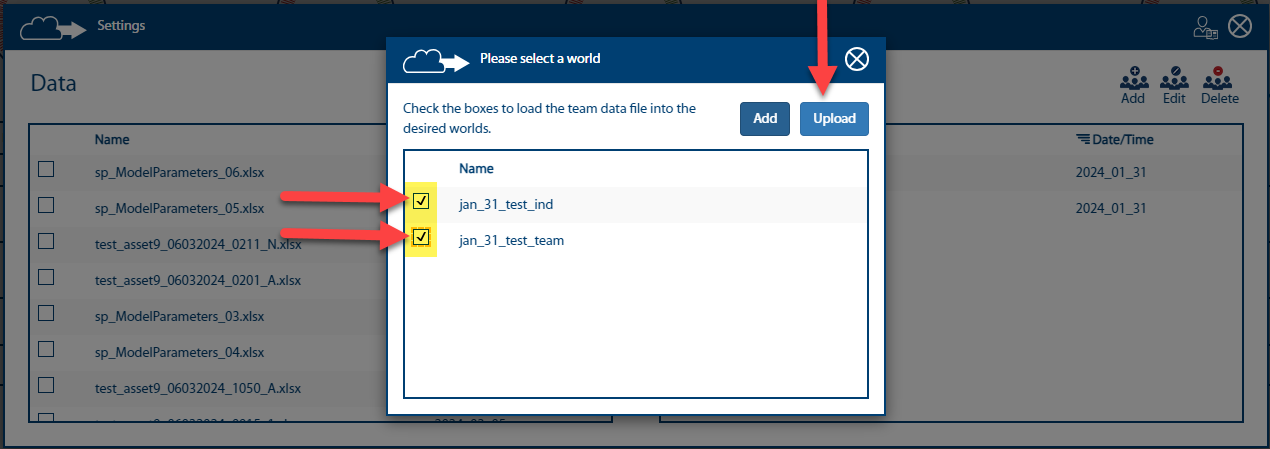 Settings
Please select a world
Data
Add Edit Delete
Check the boxes to load the team data file into the
desired worlds.
Add
Upload
Name
sp_ModelParameters_06.xlsx
sp_ModelParameters_05.xlsx
test_asset9_06032024_0211_N.xlsx
test_asset9_06032024_0201_A.xlsx
sp_ModelParameters_03.xlsx
sp_ModelParameters_04.xlsx
test_asset9_06032024_1050_A.xlsx
Name
jan_31_test_ind
jan_31_test_team
Date/Time
2024_01_31
2024_01_31